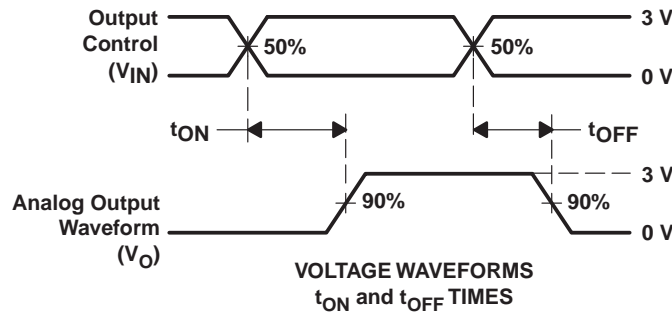 Output
Control
(VIN)
50%
50%
3 V
0 V
tON
tOFF
Analog Output
Waveform
(VO)
90%
90%
3 V
0 V
VOLTAGE WAVEFORMS
tON and tOFF TIMES